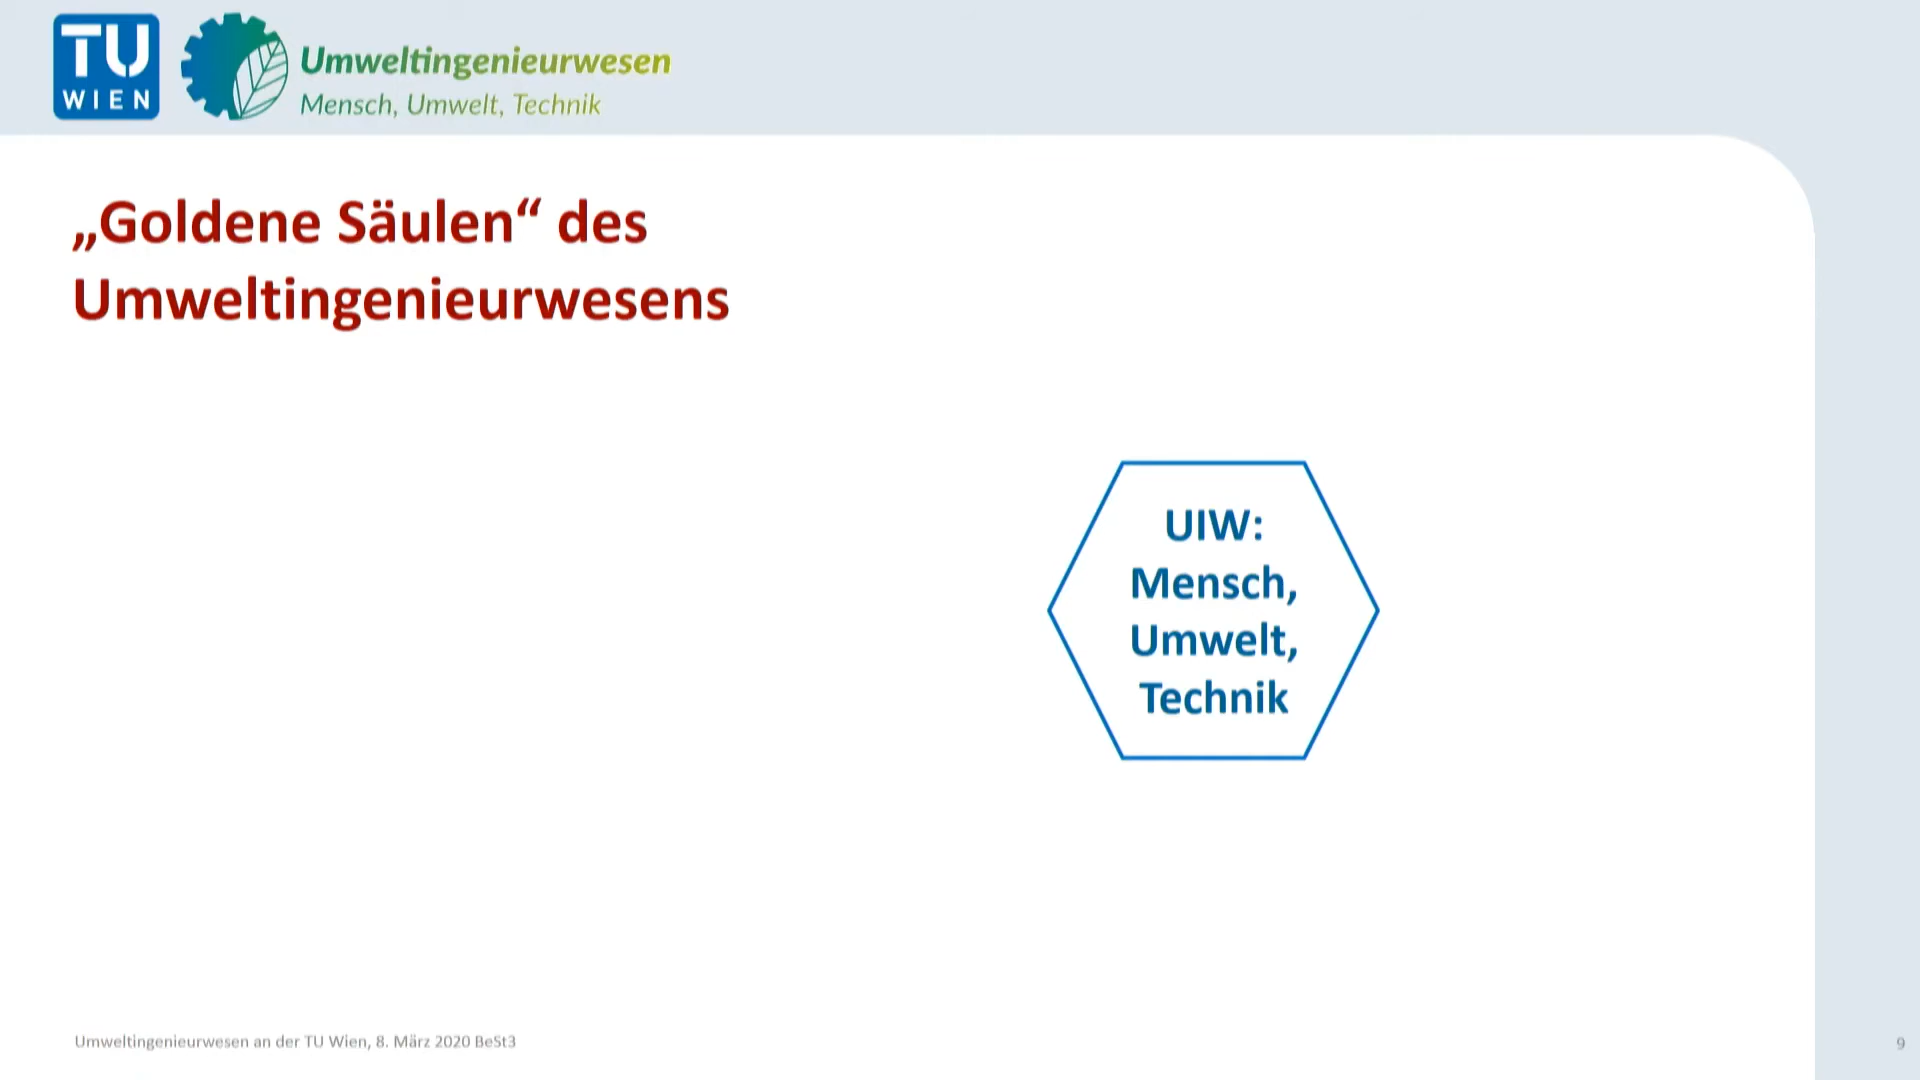 TU
WIEN
Umweltingenieurwesen
Mensch, Umwelt, Technik
„Goldene Säulen“ des
Umweltingenieurwesens
UIW:
Mensch,
Umwelt,
Technik
Umweltingenieurwesen an der TU Wien, 8. März 2020 BeSt3
9